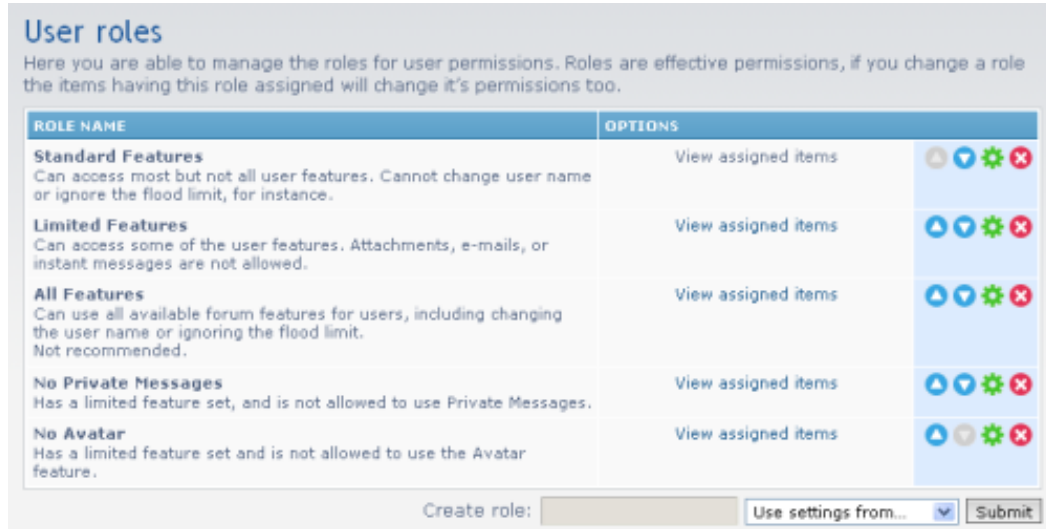 User roles
Here you are able to manage the roles for user permissions. Roles are effective permissions, if you change a role
the items having this role assigned will change it's permissions too.
ROLE NAME OPTIONS
Standard Features View assigned items
Can access most but not all user features. Cannot change user name
or ignore the flood limit, for instance.
Limited Features View assigned items
Can access some of the user features. Attachments, e-mails, or
instant messages are not allowed.
All Features View assigned items
Can use all available forum features for users, including changing
the user name or ignoring the flood limit.
Not recommended.
No Private Messages View assigned items
Has a limited feature set, and is not allowed to use Private Messages.
No Avatar View assigned items
Has a limited feature set and is not allowed to use the Avatar
feature.
Create role: Use settings from... Submit